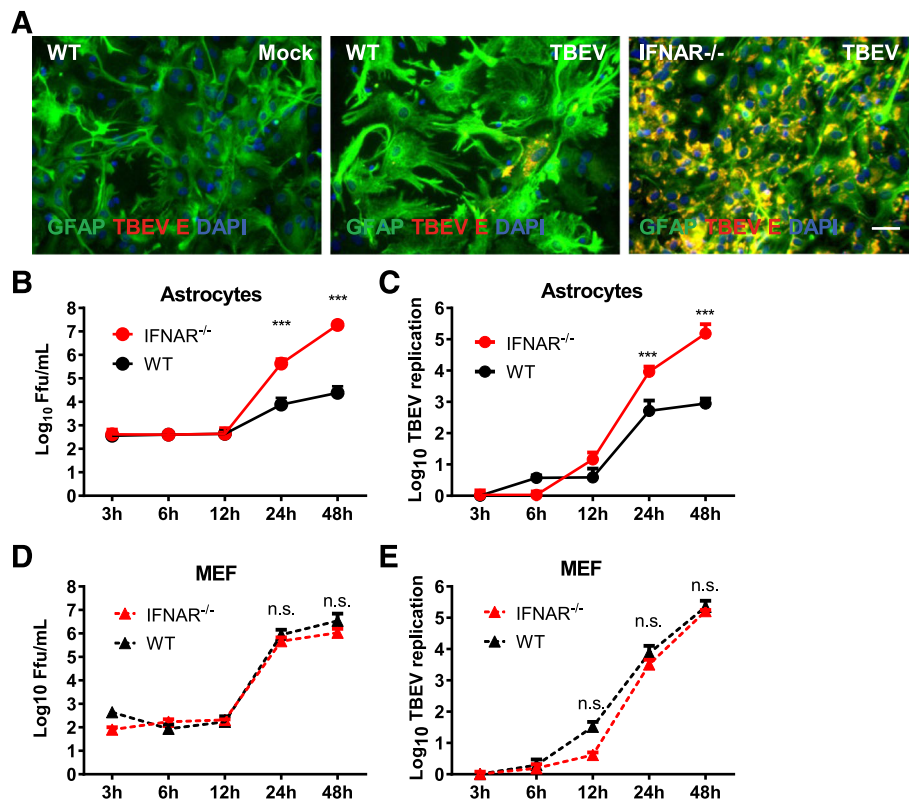 A
WT Mock
GFAP TBEV E DAPI
WT TBEV
GFAP TBEV E DAPI
IFNAR-/- TBEV
GFAP TBEV E DAPI
B
Astrocytes
Log10 Ffu/mL
8
7
6
5
4
3
2
1
0
IFNAR-/-
WT
***
***
3h 6h 12h 24h 48h
C
Astrocytes
Log10 TBEV replication
6
5
4
3
2
1
0
IFNAR-/-
WT
***
***
3h 6h 12h 24h 48h
D
MEF
Log10 Ffu/mL
8
7
6
5
4
3
2
1
0
IFNAR-/-
WT
n.s.
n.s.
3h 6h 12h 24h 48h
E
MEF
Log10 TBEV replication
6
5
4
3
2
1
0
IFNAR-/-
WT
n.s.
n.s.
n.s.
3h 6h 12h 24h 48h